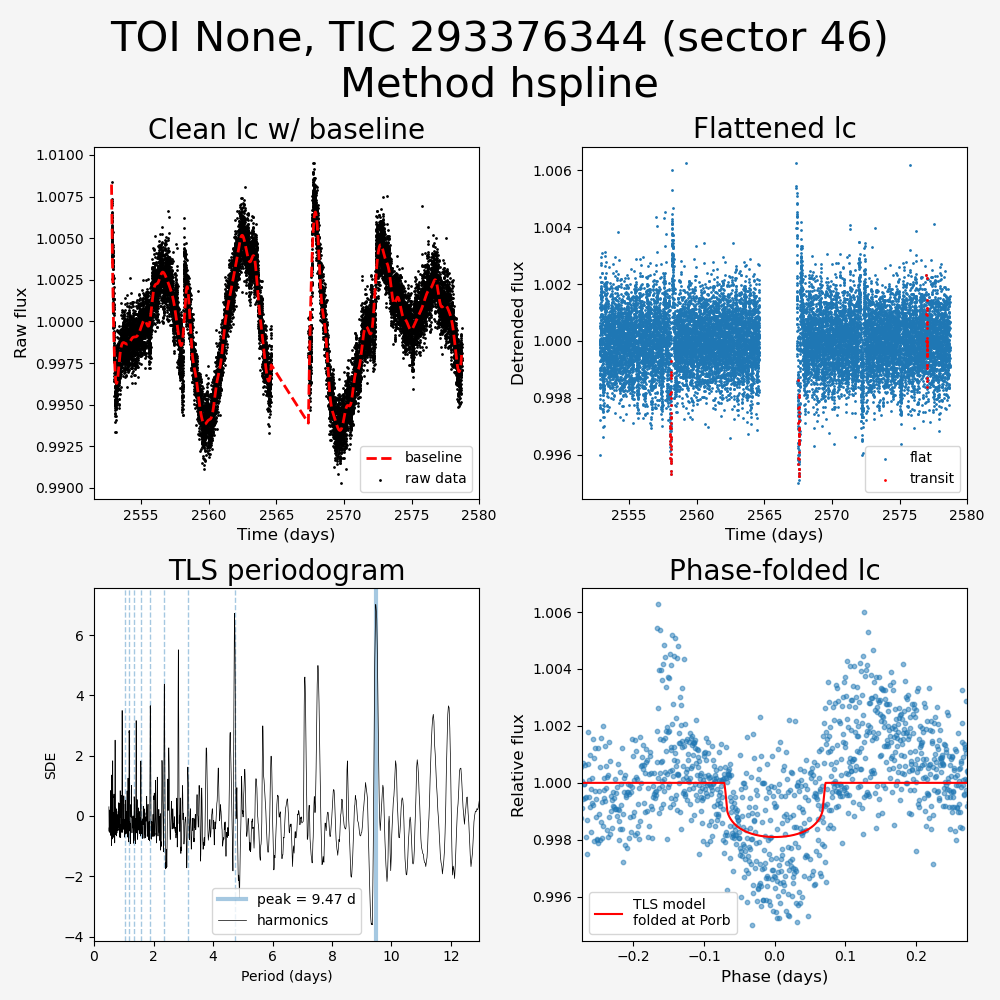 TOI None, TIC 293376344 (sector 46)
Method hspline
Clean lc w/ baseline
Flattened lc
1.0100
1.0075
1.0050
1.0025
1.0000
0.9975
0.9950
0.9925
0.9900
Raw flux
baseline
raw data
2555
2560
2565
2570
2575
2580
Time (days)
1.006
1.004
1.002
1.000
0.998
0.996
Detrended flux
flat
transit
2555
2560
2565
2570
2575
2580
Time (days)
TLS periodogram
Phase-folded lc
6
4
2
0
−2
−4
SDE
peak = 9.47 d
harmonics
0
2
4
6
8
10
12
Period (days)
1.006
1.004
1.002
1.000
0.998
0.996
Relative flux
TLS model
folded at Porb
−0.2
−0.1
0.0
0.1
0.2
Phase (days)